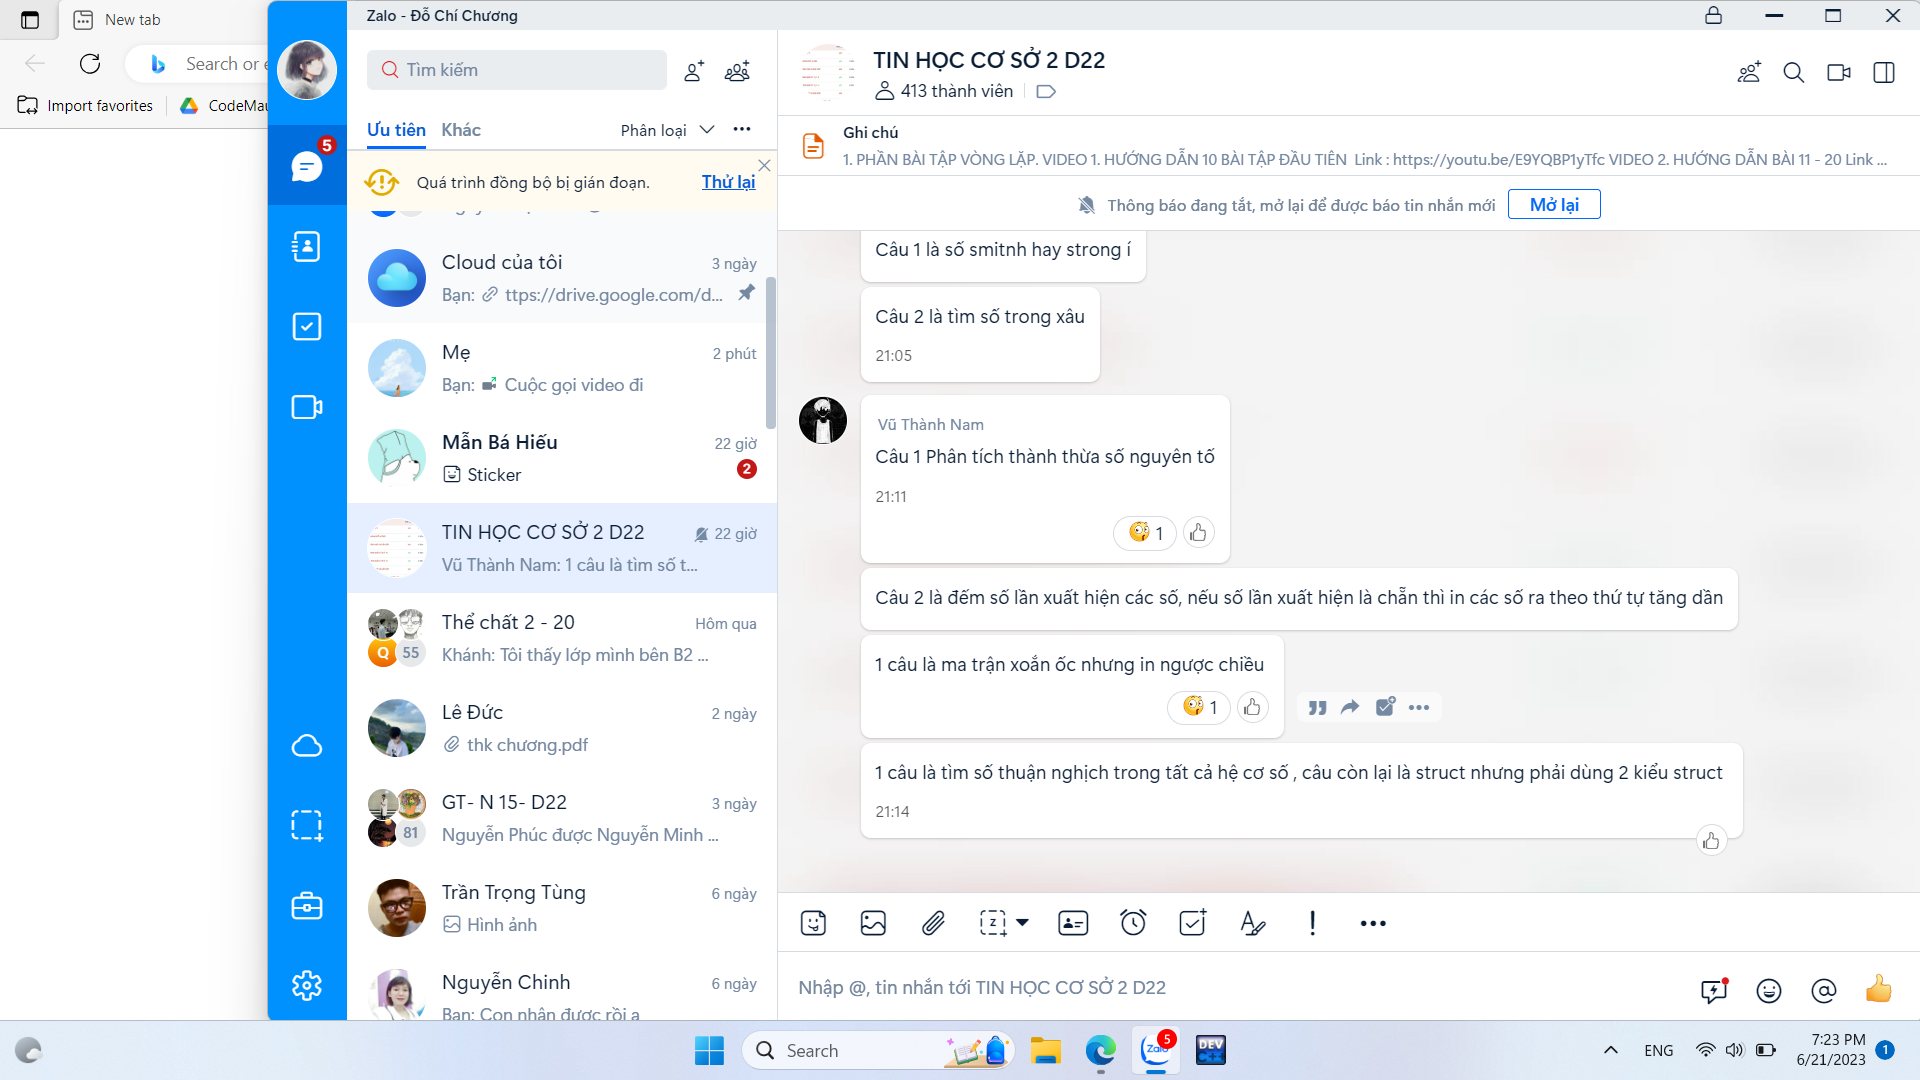 New tab
Search or e
Import favorites
CodeMau
Zalo - Đỗ Chí Chương
5
Tìm kiếm
Ưu tiên Khác Phân loại
Quá trình đồng bộ bị gián đoạn. Thử lại
Cloud của tôi 3 ngày
Bạn: ttps://drive.google.com/d...
Mẹ 2 phút
Bạn: Cuộc gọi video đi
Mẫn Bá Hiếu 22 giờ
Sticker 2
TIN HỌC CƠ SỞ 2 D22 22 giờ
Vũ Thành Nam: 1 câu là tìm số t...
Thể chất 2 - 20 Hôm qua
Q 55
Khánh: Tôi thấy lớp mình bên B2 ...
Lê Đức 2 ngày
thk chương.pdf
GT- N 15- D22 3 ngày
81
Nguyễn Phúc được Nguyễn Minh ...
Trần Trọng Tùng 6 ngày
Hình ảnh
Nguyễn Chinh 6 ngày
Bạn: Con nhận được rồi ạ
TIN HỌC CƠ SỞ 2 D22
413 thành viên
Ghi chú
1. PHẦN BÀI TẬP VÒNG LẶP. VIDEO 1. HƯỚNG DẪN 10 BÀI TẬP ĐẦU TIÊN Link : https://youtu.be/E9YQBP1yTfc VIDEO 2. HƯỚNG DẪN BÀI 11 - 20 Link ...
Thông báo đang tắt, mở lại để được báo tin nhắn mới Mở lại
Câu 1 là số smitnh hay strong í
Câu 2 là tìm số trong xâu
21:05
Vũ Thành Nam
Câu 1 Phân tích thành thừa số nguyên tố
21:11
1
Câu 2 là đếm số lần xuất hiện các số, nếu số lần xuất hiện là chẵn thì in các số ra theo thứ tự tăng dần
1 câu là ma trận xoắn ốc nhưng in ngược chiều
1
1 câu là tìm số thuận nghịch trong tất cả hệ cơ số , câu còn lại là struct nhưng phải dùng 2 kiểu struct
21:14
Nhập @, tin nhắn tới TIN HỌC CƠ SỞ 2 D22
Search
Zalo
5
DEV
ENG
7:23 PM
6/21/2023
1